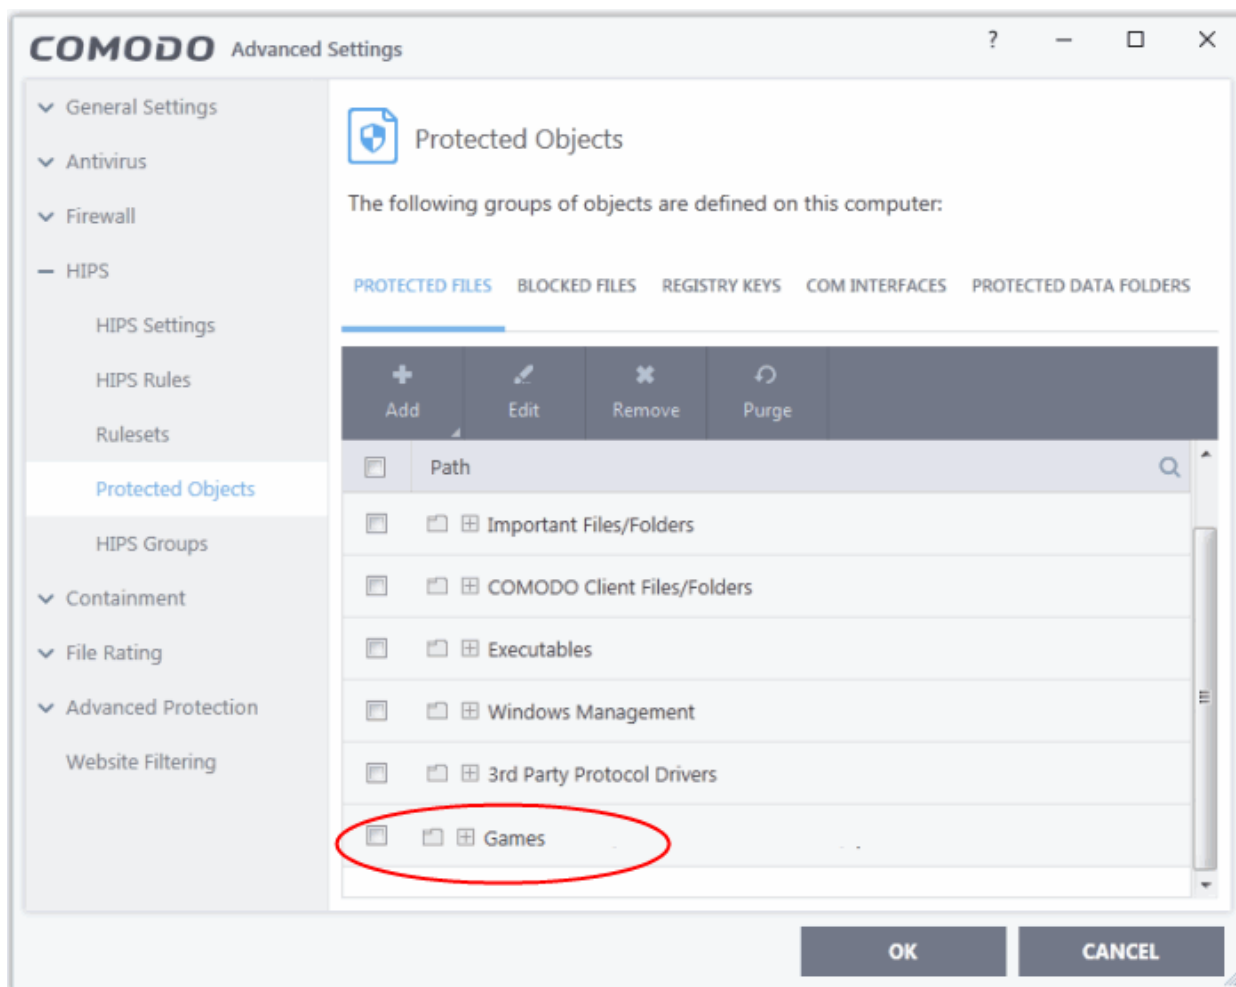 COMODO Advanced Settings ?
General Settings
Antivirus
Firewall
HIPS
HIPS Settings
HIPS Rules
Rulesets
Protected Objects
HIPS Groups
Containment
File Rating
Advanced Protection
Website Filtering
Protected Objects
The following groups of objects are defined on this computer:
PROTECTED FILES BLOCKED FILES REGISTRY KEYS COM INTERFACES PROTECTED DATA FOLDERS
Add Edit Remove Purge
Path
Important Files/Folders
COMODO Client Files/Folders
Executables
Windows Management
3rd Party Protocol Drivers
Games
OK CANCEL